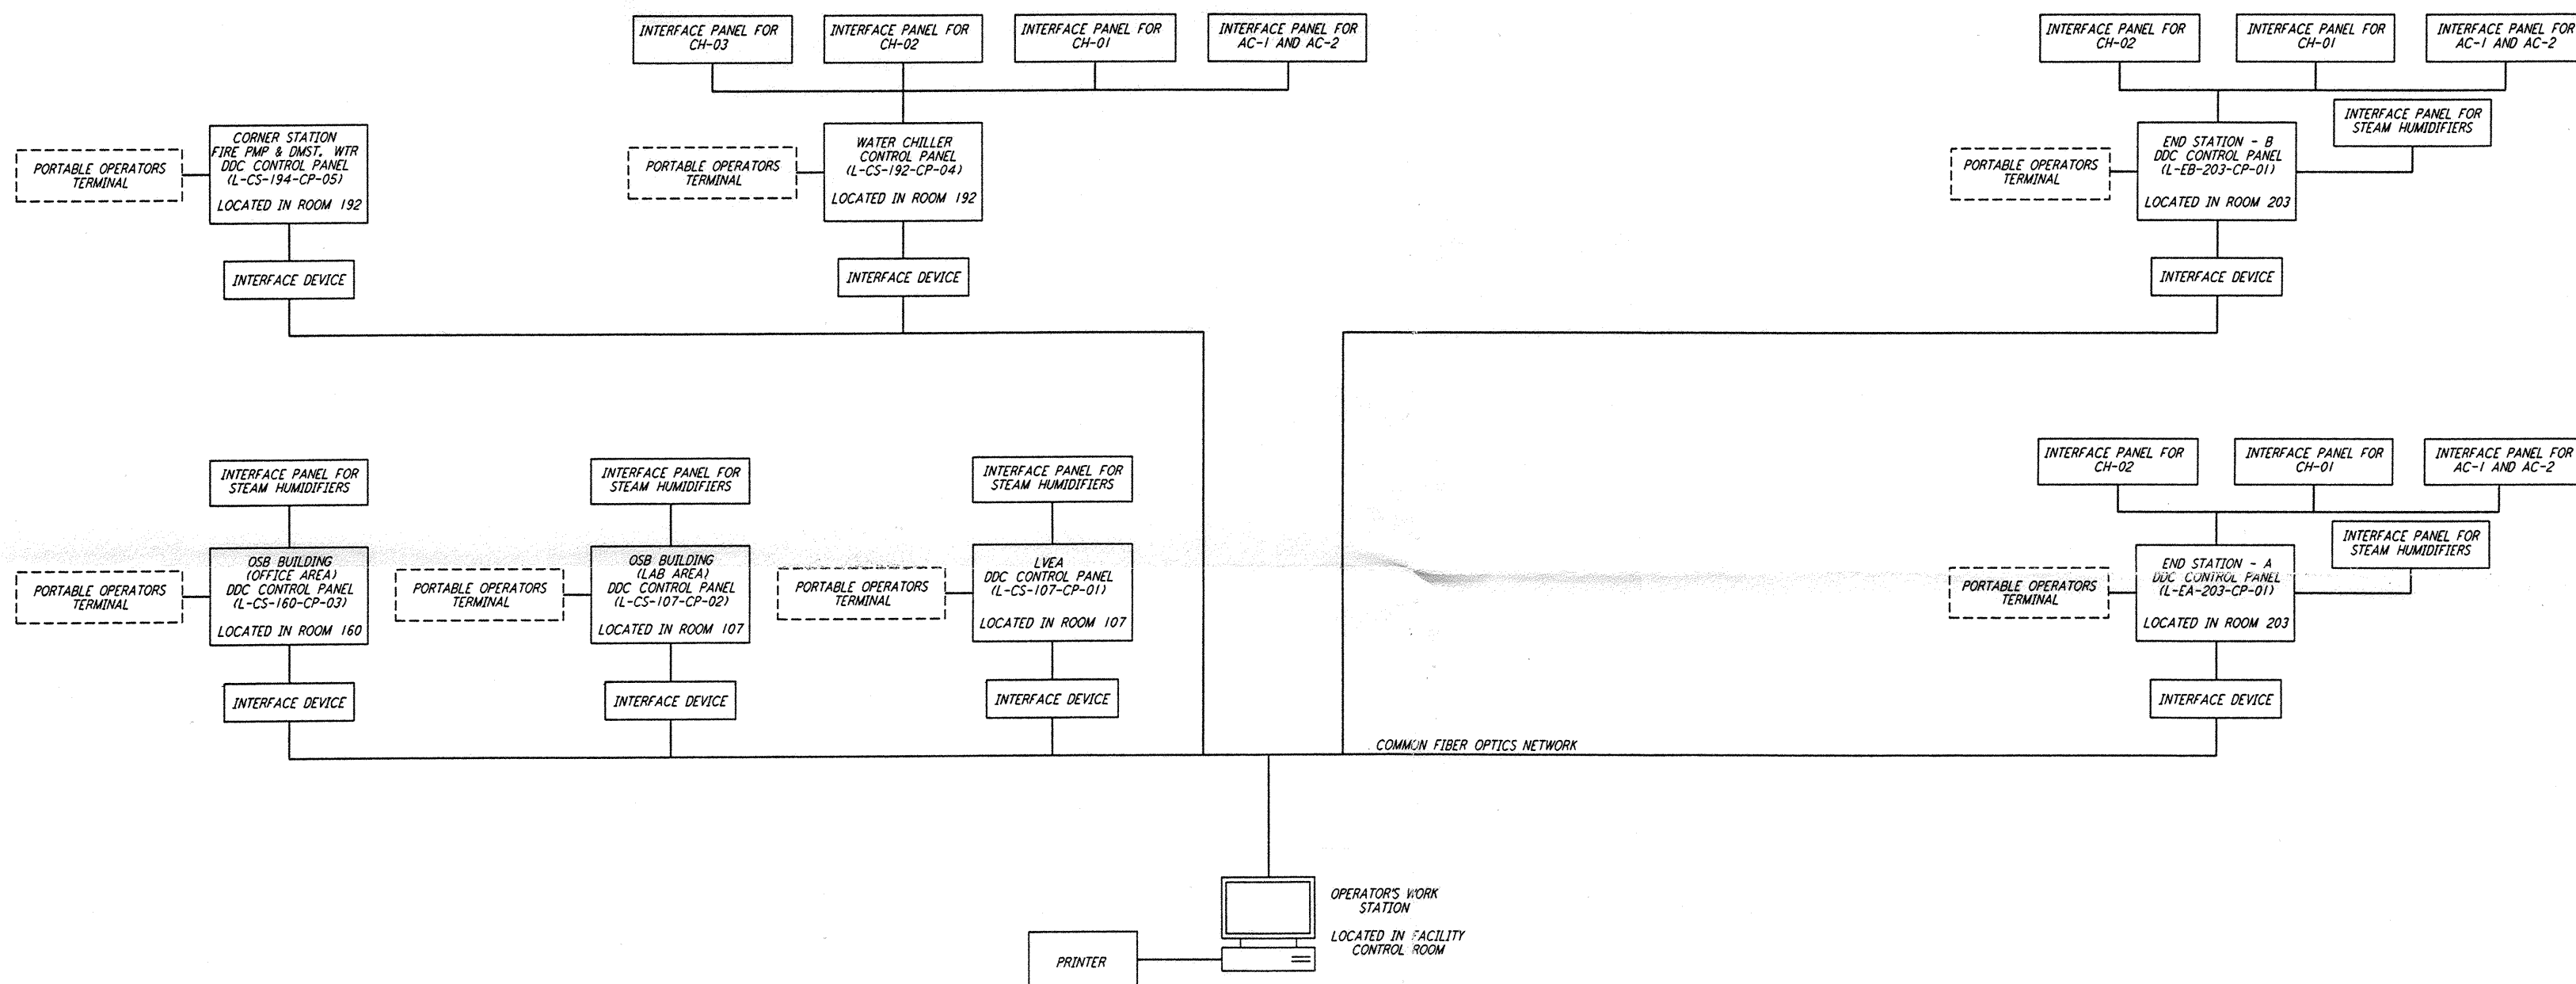 INTERFACE PANEL FOR
CH-03
INTERFACE PANEL FOR
CH-02
INTERFACE PANEL FOR
CH-01
INTERFACE PANEL FOR
AC-1 AND AC-2
INTERFACE PANEL FOR
CH-02
INTERFACE PANEL FOR
CH-01
INTERFACE PANEL FOR
AC-1 AND AC-2
INTERFACE PANEL FOR
STEAM HUMIDIFIERS
PORTABLE OPERATORS
TERMINAL
CORNER STATION
FIRE PMP & DMST. WTR
DDC CONTROL PANEL
(L-CS-194-CP-05)
LOCATED IN ROOM 192
PORTABLE OPERATORS
TERMINAL
WATER CHILLER
CONTROL PANEL
(L-CS-192-CP-04)
LOCATED IN ROOM 192
PORTABLE OPERATORS
TERMINAL
END STATION - B
DDC CONTROL PANEL
(L-EB-203-CP-01)
LOCATED IN ROOM 203
INTERFACE DEVICE
INTERFACE DEVICE
INTERFACE DEVICE
INTERFACE PANEL FOR
STEAM HUMIDIFIERS
INTERFACE PANEL FOR
STEAM HUMIDIFIERS
INTERFACE PANEL FOR
STEAM HUMIDIFIERS
INTERFACE PANEL FOR
CH-02
INTERFACE PANEL FOR
CH-01
INTERFACE PANEL FOR
AC-1 AND AC-2
INTERFACE PANEL FOR
STEAM HUMIDIFIERS
PORTABLE OPERATORS
TERMINAL
OSB BUILDING
(OFFICE AREA)
DDC CONTROL PANEL
(L-CS-160-CP-03)
LOCATED IN ROOM 160
PORTABLE OPERATORS
TERMINAL
OSB BUILDING
(LAB AREA)
DDC CONTROL PANEL
(L-CS-107-CP-02)
LOCATED IN ROOM 107
PORTABLE OPERATORS
TERMINAL
LVEA
DDC CONTROL PANEL
(L-CS-107-CP-01)
LOCATED IN ROOM 107
PORTABLE OPERATORS
TERMINAL
END STATION - A
DDC CONTROL PANEL
(L-EA-203-CP-01)
LOCATED IN ROOM 203
INTERFACE DEVICE
INTERFACE DEVICE
INTERFACE DEVICE
INTERFACE DEVICE
COMMON FIBER OPTICS NETWORK
OPERATOR'S WORK
STATION
LOCATED IN FACILITY
CONTROL ROOM
PRINTER